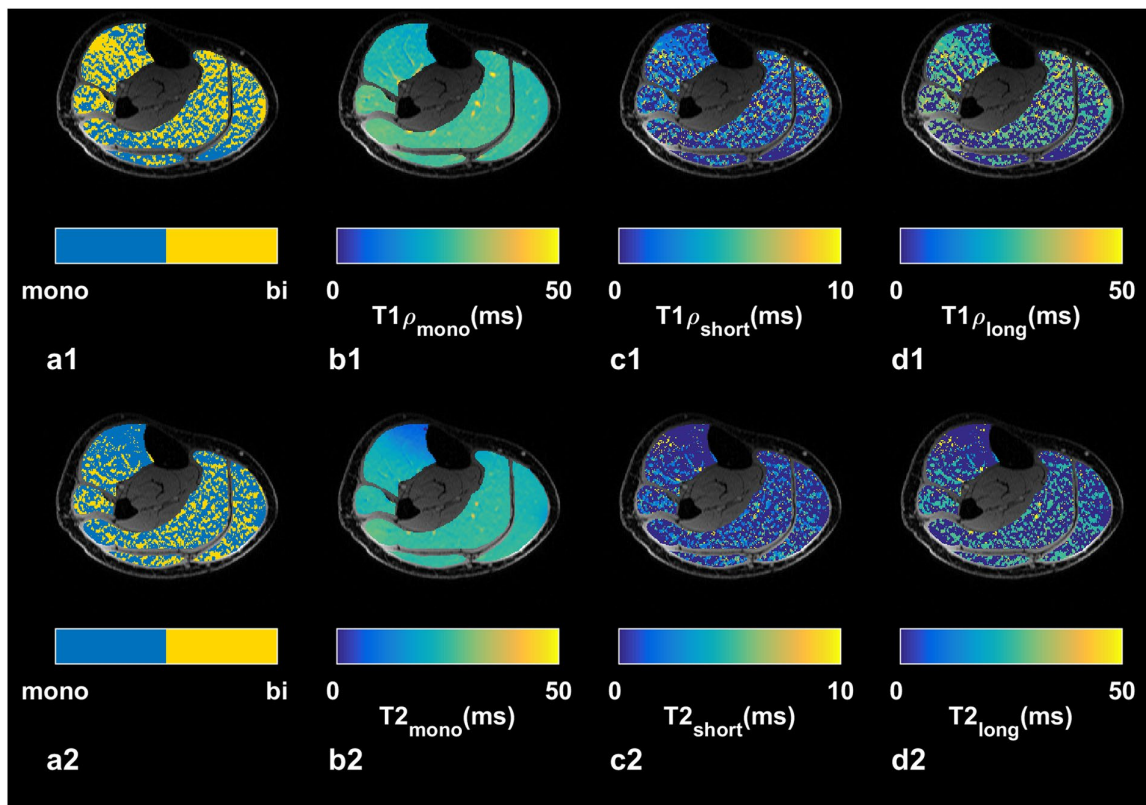 mono bi
0 50
T1ρmono(ms)
0 10
T1ρshort(ms)
0 50
T1ρlong(ms)
a1 b1 c1 d1
mono bi
0 50
T2mono(ms)
0 10
T2short(ms)
0 50
T2long(ms)
a2 b2 c2 d2